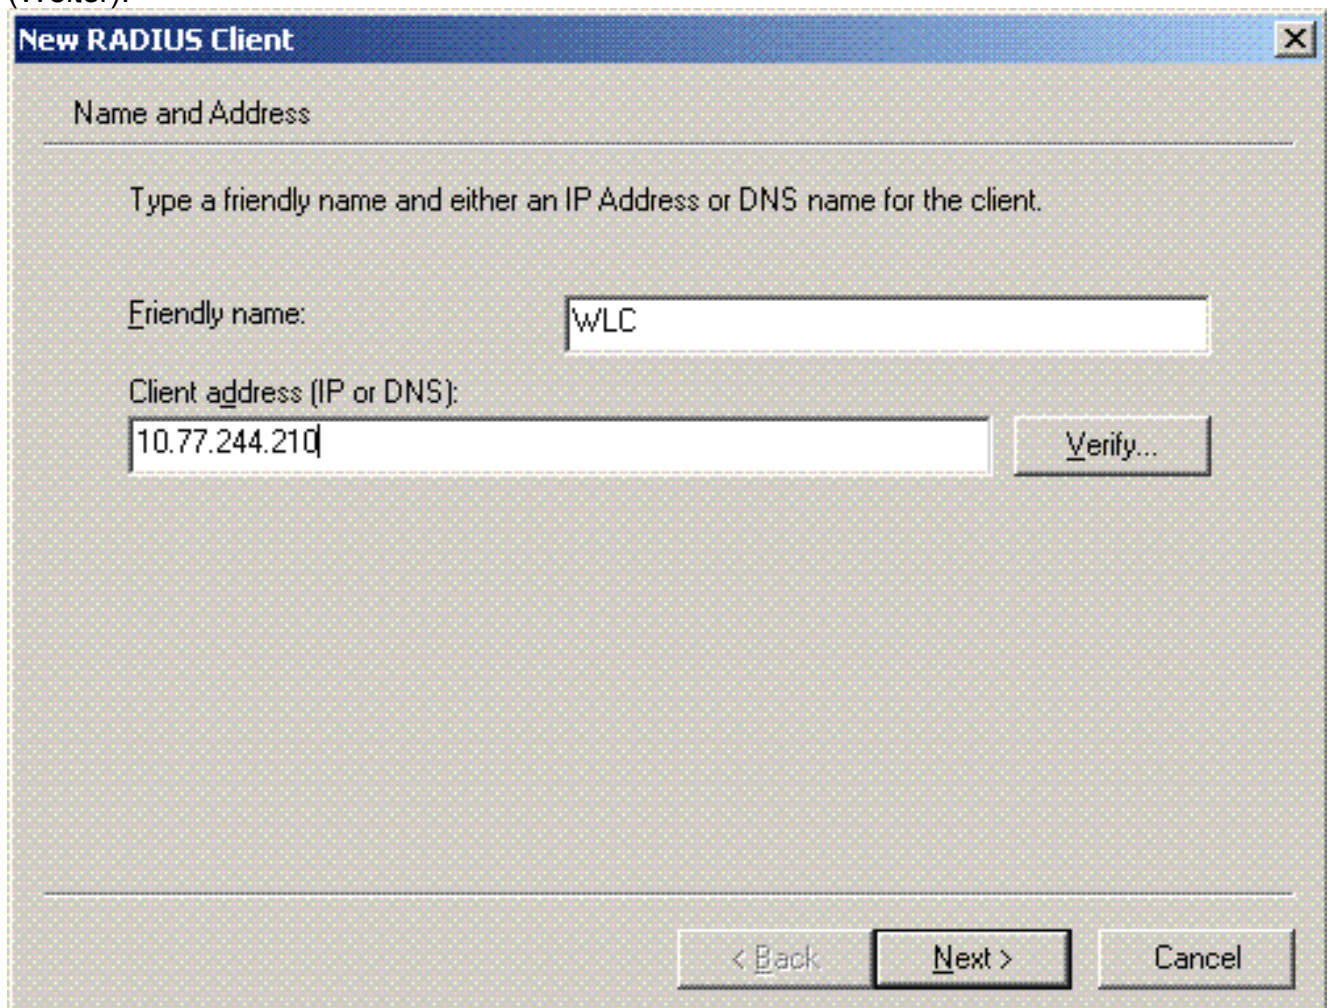 (Weiter).
New RADIUS Client
Name and Address
Type a friendly name and either an IP Address or DNS name for the client.
Friendly name:
WLC
Client address (IP or DNS):
10.77.244.210
Verify...
< Back
Next >
Cancel